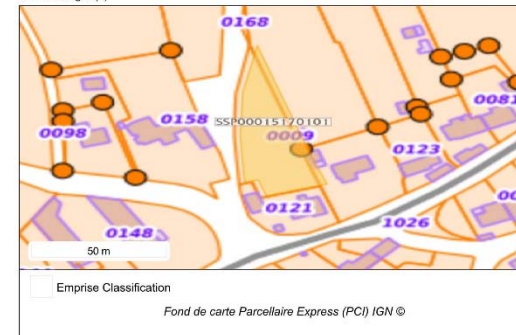 0168
0158
SSP00015170101
0009
0098
0081
0123
0121
1026
0148
50 m
Emprise Classification
Fond de carte Parcellaire Express (PCI) IGN ©